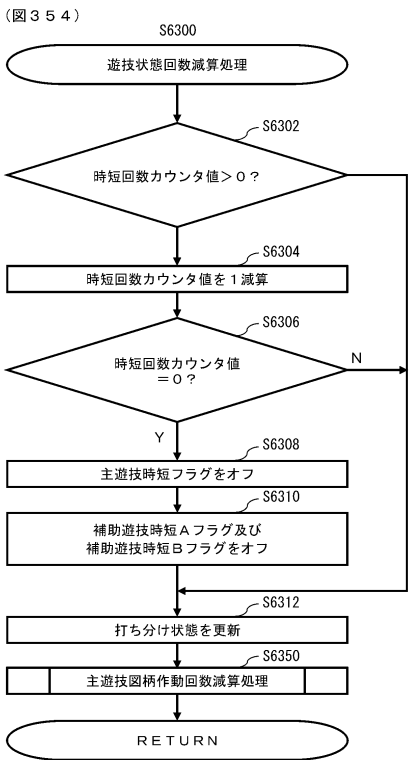 （図３５４）
S6300
遊技状態回数減算処理
S6302
時短回数カウンタ値＞０？
S6304
時短回数カウンタ値を１減算
S6306
時短回数カウンタ値
＝０？
N
Y
S6308
主遊技時短フラグをオフ
S6310
補助遊技時短Ａフラグ及び
補助遊技時短Ｂフラグをオフ
S6312
打ち分け状態を更新
S6350
主遊技図柄作動回数減算処理
ＲＥＴＵＲＮ